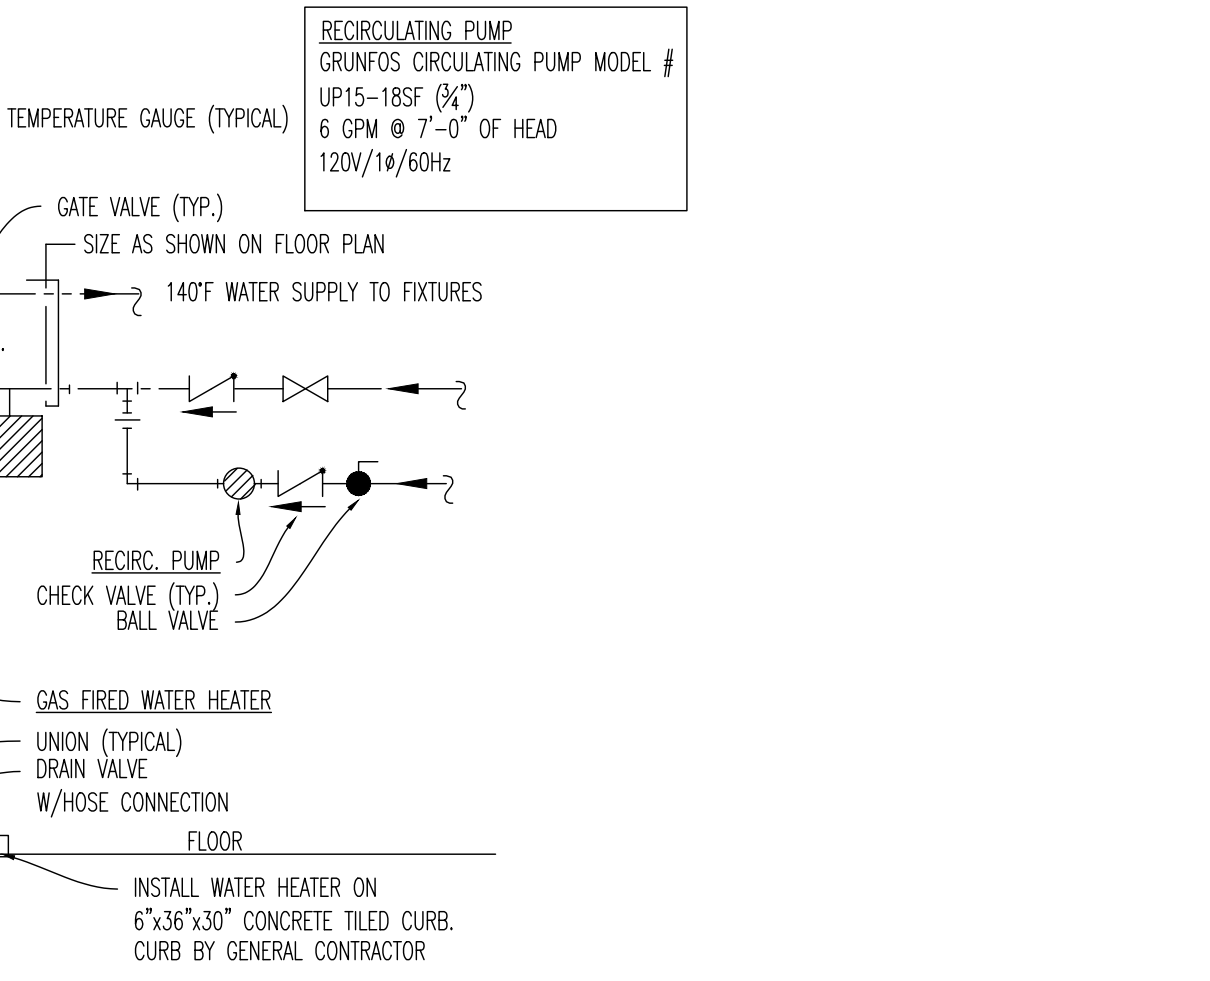 RECIRCULATING PUMP
GRUNFOS CIRCULATING PUMP MODEL #
UP15-18SF (¾")
6 GPM @ 7'-0" OF HEAD
120V/1ø/60Hz
TEMPERATURE GAUGE (TYPICAL)
GATE VALVE (TYP.)
SIZE AS SHOWN ON FLOOR PLAN
140°F WATER SUPPLY TO FIXTURES
RECIRC. PUMP
CHECK VALVE (TYP.)
BALL VALVE
GAS FIRED WATER HEATER
UNION (TYPICAL)
DRAIN VALVE
W/HOSE CONNECTION
FLOOR
INSTALL WATER HEATER ON
6"x36"x30" CONCRETE TILED CURB.
CURB BY GENERAL CONTRACTOR